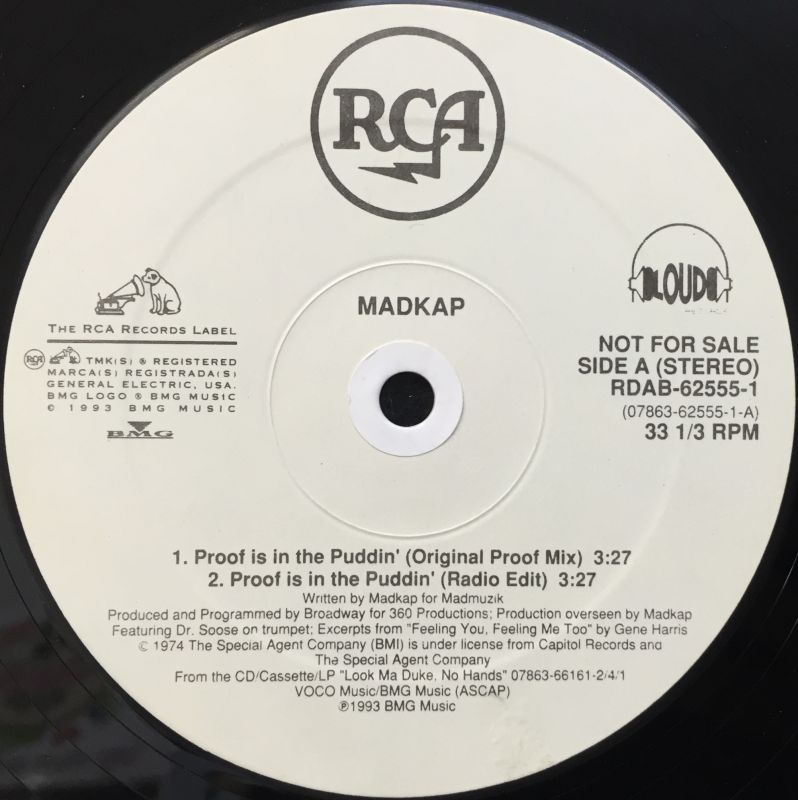 RCA
LOUD
MADKAP
THE RCA RECORDS LABEL
RCA TMK(S) ® REGISTERED
MARCA(S) REGISTRADA(S)
GENERAL ELECTRIC, USA.
BMG LOGO ® BMG MUSIC
© 1993 BMG MUSIC
BMG
NOT FOR SALE
SIDE A (STEREO)
RDAB-62555-1
(07863-62555-1-A)
33 1/3 RPM
1. Proof is in the Puddin' (Original Proof Mix) 3:27
2. Proof is in the Puddin' (Radio Edit) 3:27
Written by Madkap for Madmuzik
Produced and Programmed by Broadway for 360 Productions; Production overseen by Madkap
Featuring Dr. Soose on trumpet; Excerpts from "Feeling You, Feeling Me Too" by Gene Harris
© 1974 The Special Agent Company (BMI) is under license from Capitol Records and
The Special Agent Company
From the CD/Cassette/LP "Look Ma Duke, No Hands" 07863-66161-2/4/1
VOCO Music/BMG Music (ASCAP)
℗1993 BMG Music